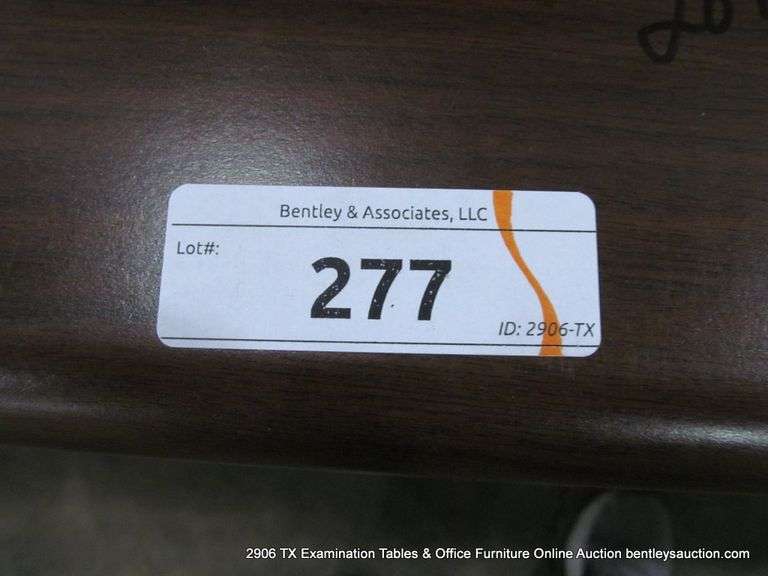 Bentley & Associates, LLC
Lot#:
277
ID: 2906-TX
2906 TX Examination Tables & Office Furniture Online Auction bentleysauction.com